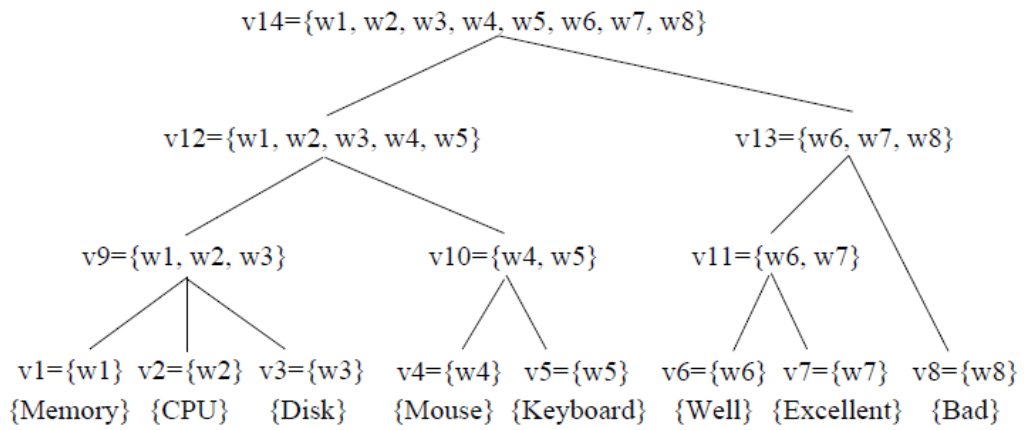 v14={w1, w2, w3, w4, w5, w6, w7, w8}
v12={w1, w2, w3, w4, w5} v13={w6, w7, w8}
v9={w1, w2, w3} v10={w4, w5} v11={w6, w7}
v1={w1} v2={w2} v3={w3} v4={w4} v5={w5} v6={w6} v7={w7} v8={w8}
{Memory} {CPU} {Disk} {Mouse} {Keyboard} {Well} {Excellent} {Bad}